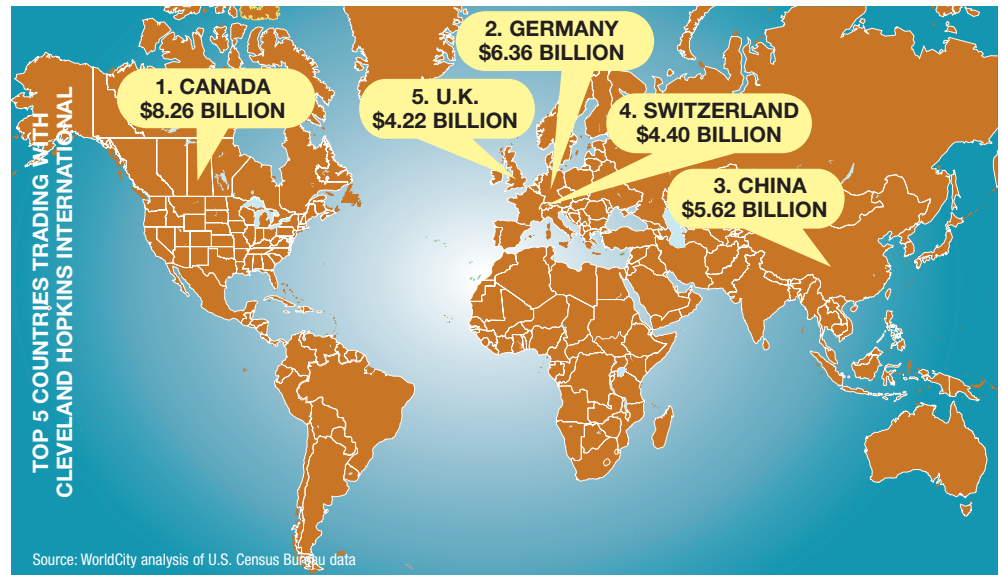 TOP 5 COUNTRIES TRADING WITH
CLEVELAND HOPKINS INTERNATIONAL
1. CANADA
$8.26 BILLION
2. GERMANY
$6.36 BILLION
5. U.K.
$4.22 BILLION
4. SWITZERLAND
$4.40 BILLION
3. CHINA
$5.62 BILLION
Source: WorldCity analysis of U.S. Census Bureau data